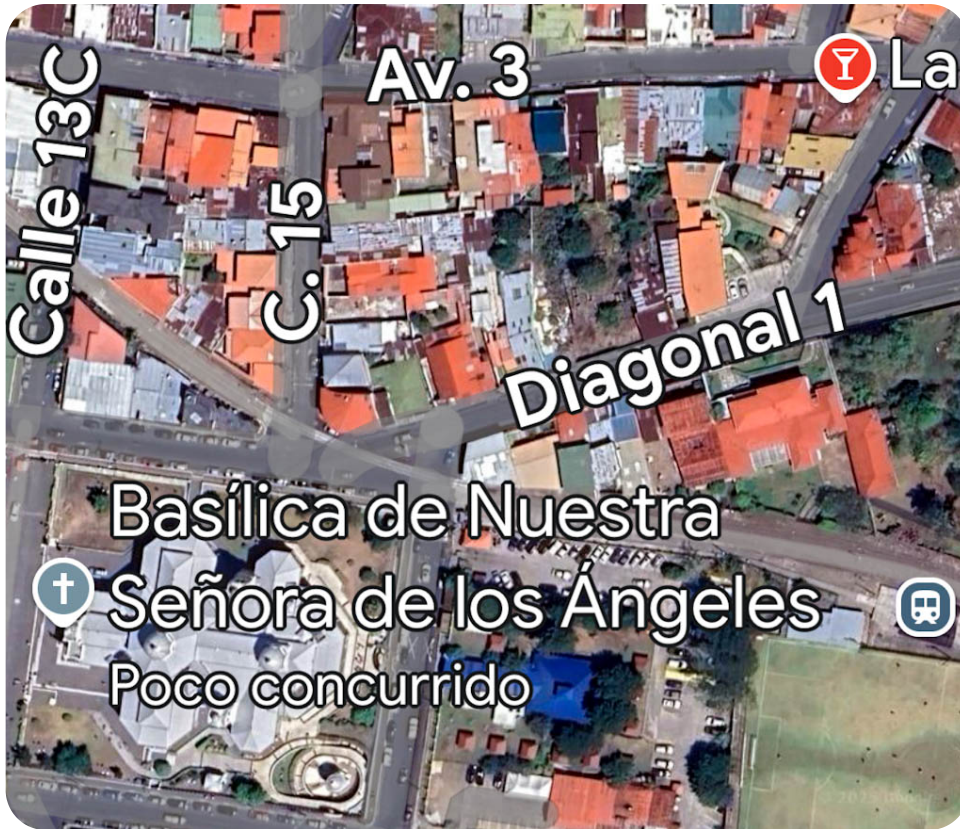 Av. 3
La
Calle 13C
C. 15
Diagonal 1
Basílica de Nuestra
Señora de los Ángeles
Poco concurrido